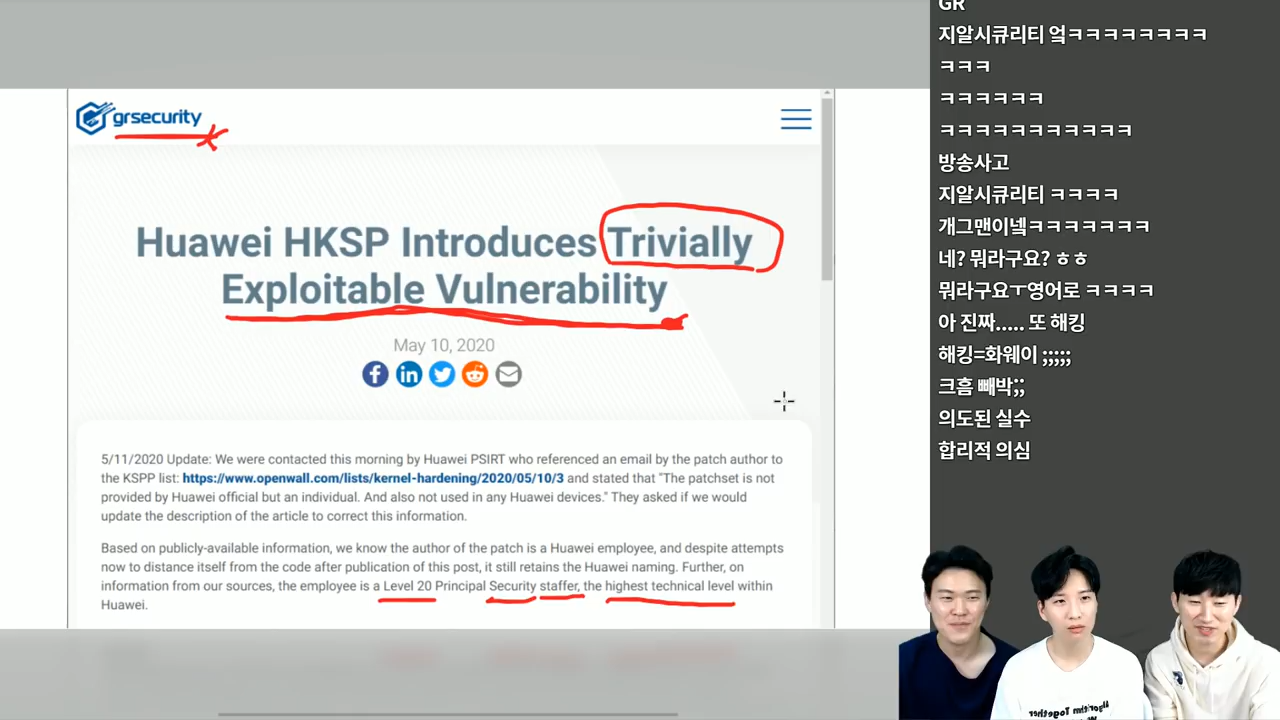 grsecurity
Huawei HKSP Introduces Trivially
Exploitable Vulnerability
May 10, 2020
5/11/2020 Update: We were contacted this morning by Huawei PSIRT who referenced an email by the patch author to
the KSPP list: https://www.openwall.com/lists/kernel-hardening/2020/05/10/3 and stated that "The patchset is not
provided by Huawei official but an individual. And also not used in any Huawei devices." They asked if we would
update the description of the article to correct this information.
Based on publicly-available information, we know the author of the patch is a Huawei employee, and despite attempts
now to distance itself from the code after publication of this post, it still retains the Huawei naming. Further, on
information from our sources, the employee is a Level 20 Principal Security staffer, the highest technical level within
Huawei.
GR
지알시큐리티 엌ㅋㅋㅋㅋㅋㅋㅋㅋ
ㅋㅋㅋ
ㅋㅋㅋㅋㅋㅋ
ㅋㅋㅋㅋㅋㅋㅋㅋㅋㅋㅋ
방송사고
지알시큐리티 ㅋㅋㅋㅋ
개그맨이넼ㅋㅋㅋㅋㅋㅋㅋ
네? 뭐라구요? ㅎㅎ
뭐라구요ㅜ영어로 ㅋㅋㅋㅋ
아 진짜..... 또 해킹
해킹=화웨이 ;;;;;
크흠 빼박;;
의도된 실수
합리적 의심
Algorithm Together